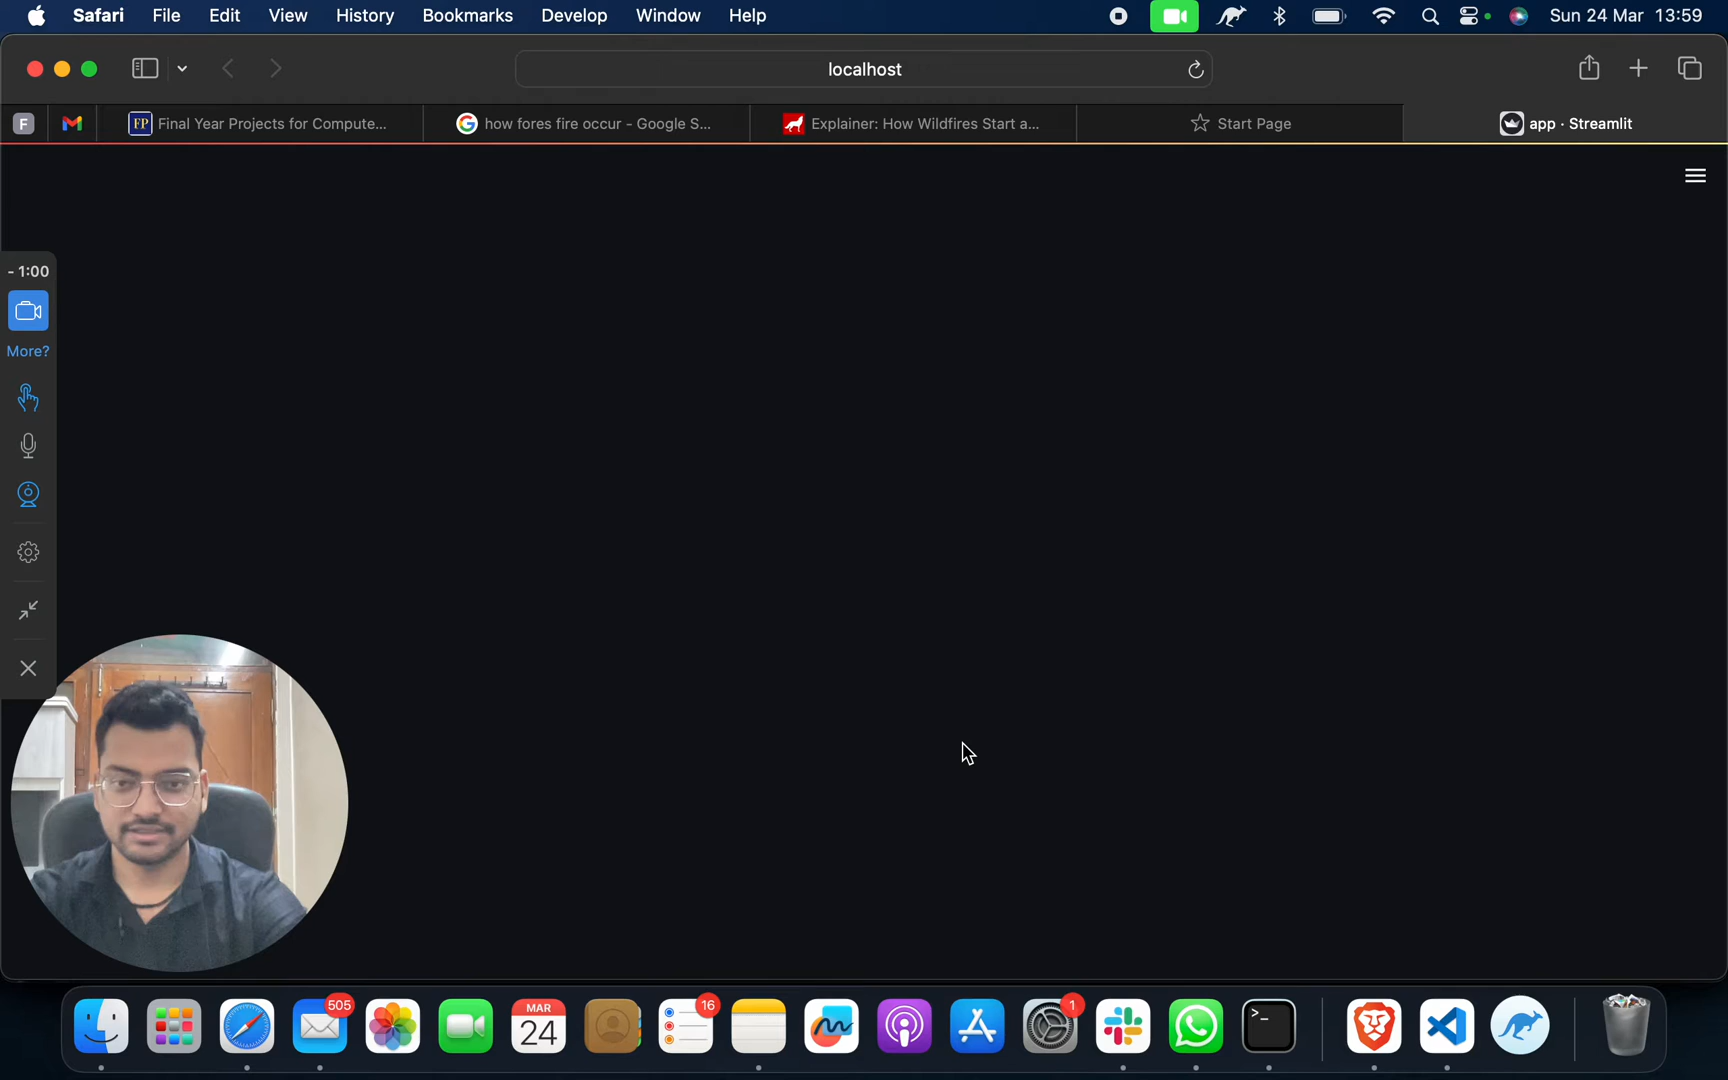 Safari File Edit View History Bookmarks Develop Window Help Sun 24 Mar 13:59
localhost
F Final Year Projects for Compute... how fores fire occur - Google S... Explainer: How Wildfires Start a... Start Page app · Streamlit
FP
- 1:00
More?
505
MAR
24
16
1
>_